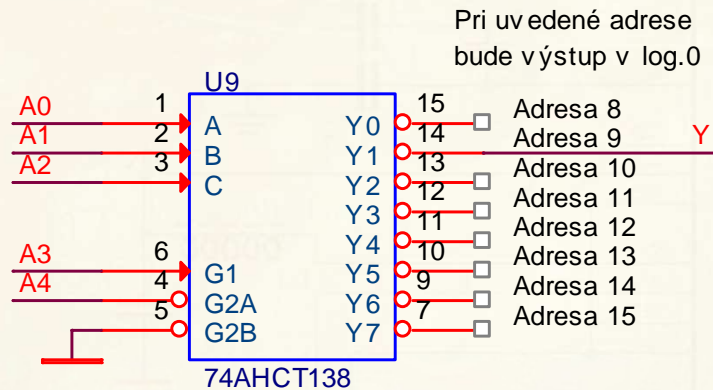 Pri uvedené adrese
bude výstup v log.0
U9
A0 1 A Y0 15 Adresa 8
A1 2 B Y1 14 Adresa 9 Y
A2 3 C Y2 13 Adresa 10
Y3 12 Adresa 11
Y4 11 Adresa 12
A3 6 G1 Y5 10 Adresa 13
A4 4 G2A Y6 9 Adresa 14
5 G2B Y7 7 Adresa 15
74AHCT138